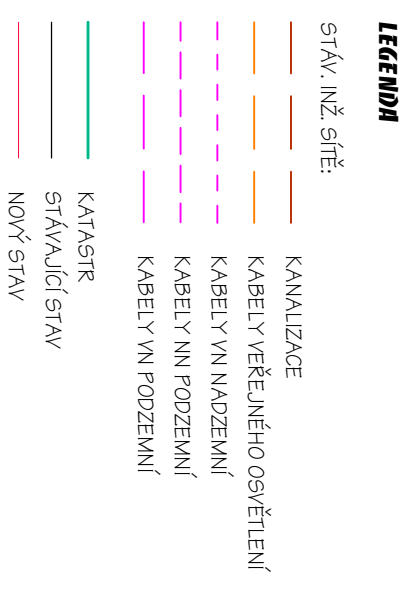 LEGENDA
STÁV. INŽ. SÍTĚ:
KANALIZACE
KABELY VEŘEJNÉHO OSVĚTLENÍ
KABELY VN NADZEMNÍ
KABELY NN PODZEMNÍ
KABELY VN PODZEMNÍ
KATASTR
STÁVAJÍCÍ STAV
NOVÝ STAV